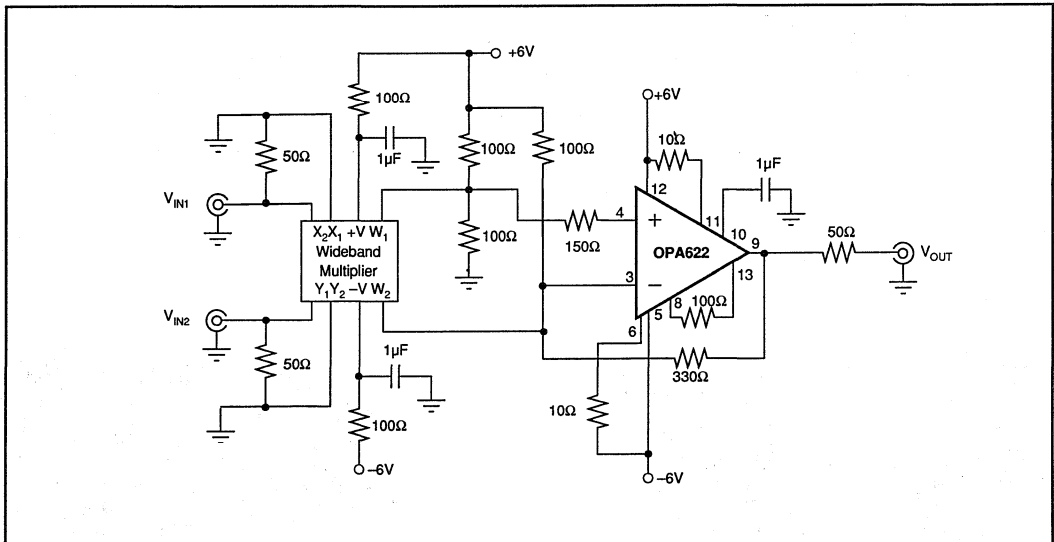 +6V
100Ω
1µF
100Ω
100Ω
50Ω
V_IN1
X₂X₁ +V W₁
Wideband
Multiplier
Y₁Y₂ −V W₂
100Ω
V_IN2
50Ω
1µF
100Ω
−6V
+6V
10Ω
12
11
1µF
10
4
+
150Ω
OPA622
9
50Ω
V_OUT
3
−
13
8
100Ω
5
6
330Ω
10Ω
−6V